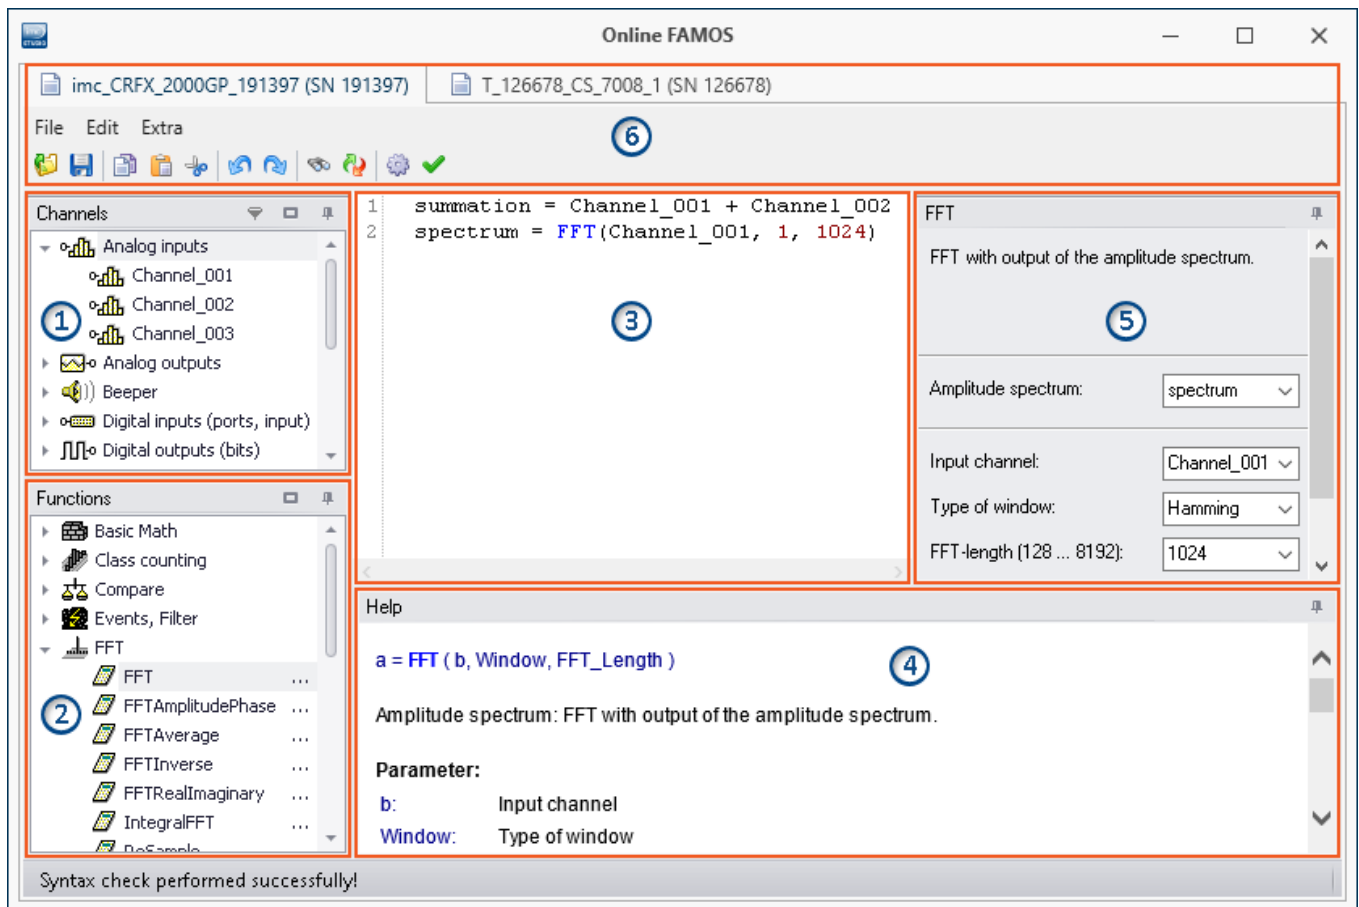 Online FAMOS
imc_CRFX_2000GP_191397 (SN 191397)
T_126678_CS_7008_1 (SN 126678)
File Edit Extra
6
Channels
Analog inputs
Channel_001
Channel_002
Channel_003
1
Analog outputs
Beeper
Digital inputs (ports, input)
Digital outputs (bits)
Functions
Basic Math
Class counting
Compare
Events, Filter
FFT
FFT ...
FFTAmplitudePhase ...
2
FFTAverage ...
FFTInverse ...
FFTRealImaginary ...
IntegralFFT ...
ReSample
1 summation = Channel_001 + Channel_002
2 spectrum = FFT(Channel_001, 1, 1024)
3
FFT
FFT with output of the amplitude spectrum.
5
Amplitude spectrum: spectrum
Input channel: Channel_001
Type of window: Hamming
FFT-length (128 ... 8192): 1024
Help
a = FFT ( b, Window, FFT_Length )
4
Amplitude spectrum: FFT with output of the amplitude spectrum.
Parameter:
b: Input channel
Window: Type of window
Syntax check performed successfully!